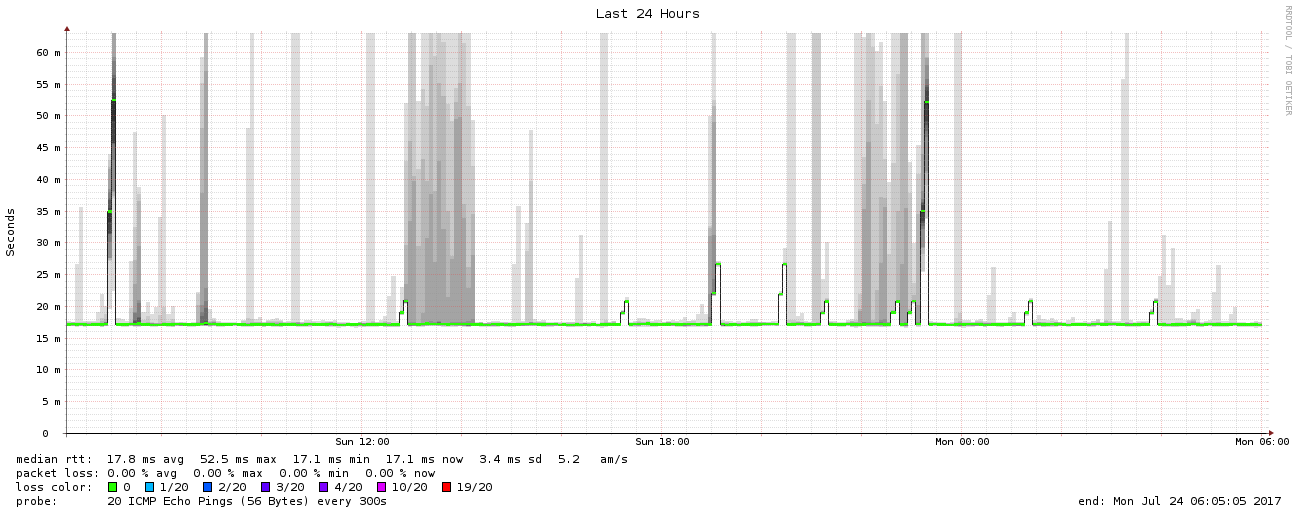 Last 24 Hours
RRDTOOL / TOBI OETIKER
Seconds
60 m
55 m
50 m
45 m
40 m
35 m
30 m
25 m
20 m
15 m
10 m
5 m
0
Sun 12:00 Sun 18:00 Mon 00:00 Mon 06:00
median rtt: 17.8 ms avg 52.5 ms max 17.1 ms min 17.1 ms now 3.4 ms sd 5.2 am/s
packet loss: 0.00 % avg 0.00 % max 0.00 % min 0.00 % now
loss color: 0 1/20 2/20 3/20 4/20 10/20 19/20
probe: 20 ICMP Echo Pings (56 Bytes) every 300s end: Mon Jul 24 06:05:05 2017